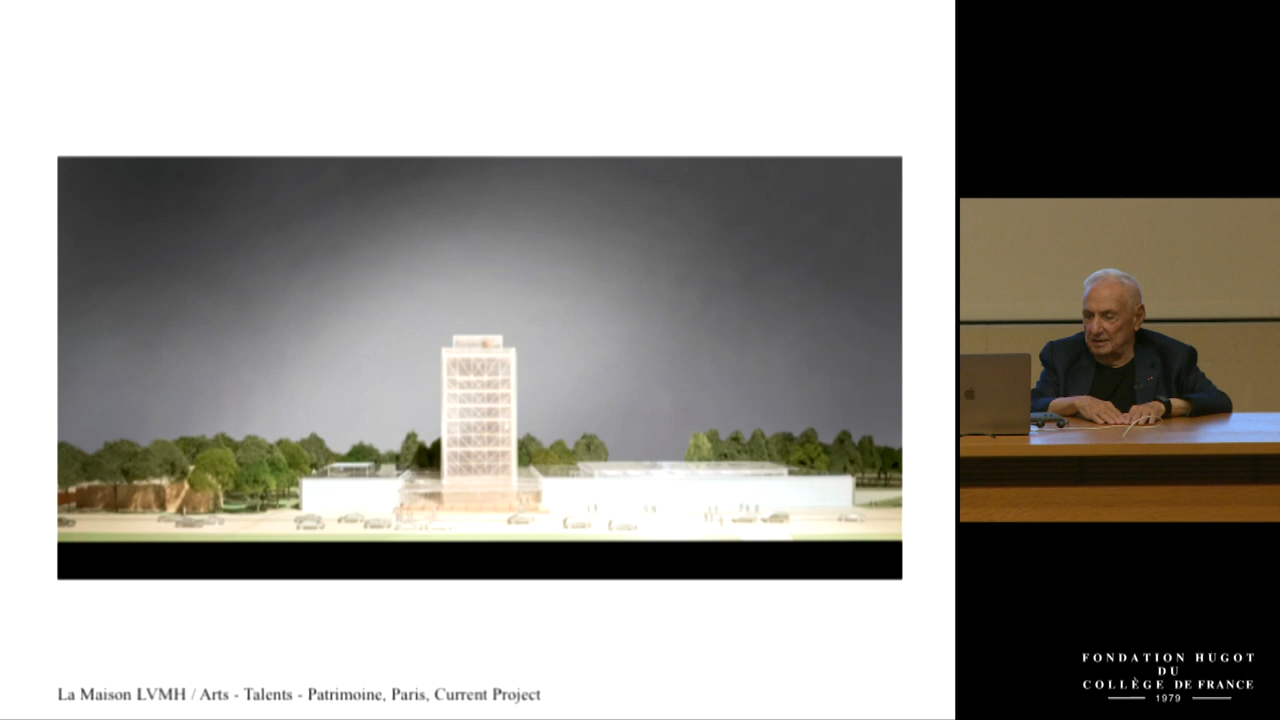 La Maison LVMH / Arts - Talents - Patrimoine, Paris, Current Project
FONDATION HUGOT
DU
COLLÈGE DE FRANCE
1979